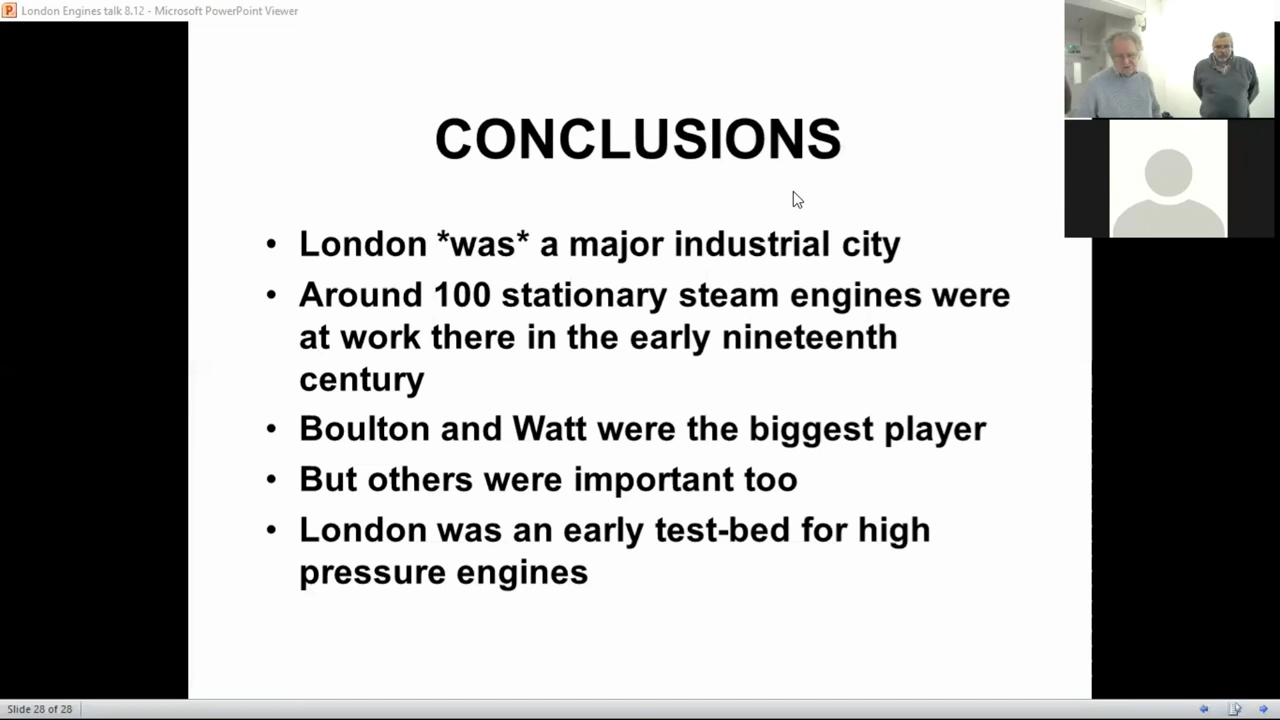 London Engines talk 8.12 - Microsoft PowerPoint Viewer
CONCLUSIONS
• London *was* a major industrial city
• Around 100 stationary steam engines were
at work there in the early nineteenth
century
• Boulton and Watt were the biggest player
• But others were important too
• London was an early test-bed for high
pressure engines
Slide 28 of 28